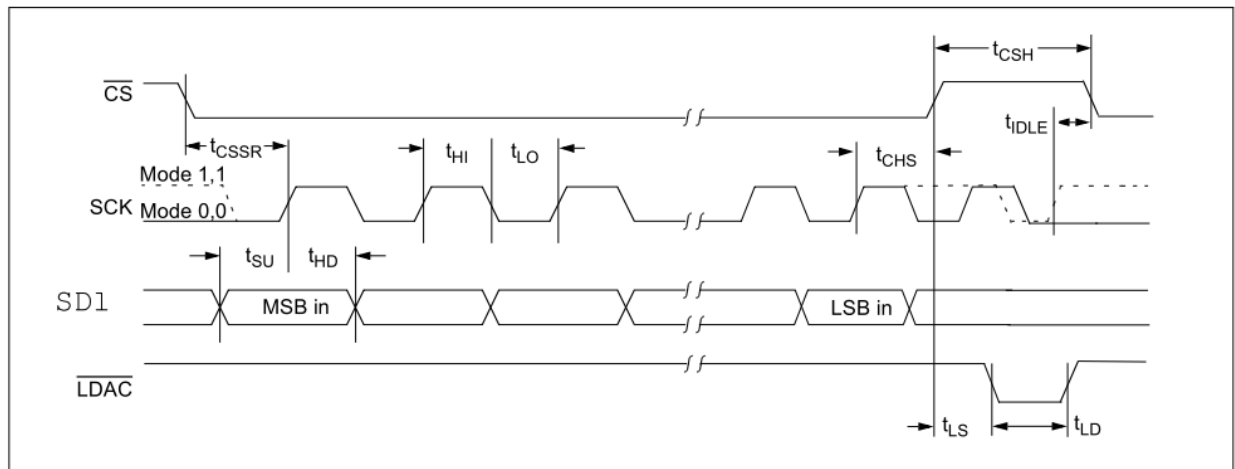 tCSH
CS
tIDLE
tCSSR
tHI
tLO
tCHS
Mode 1,1
SCK
Mode 0,0
tSU
tHD
SD1
MSB in
LSB in
LDAC
tLS
tLD